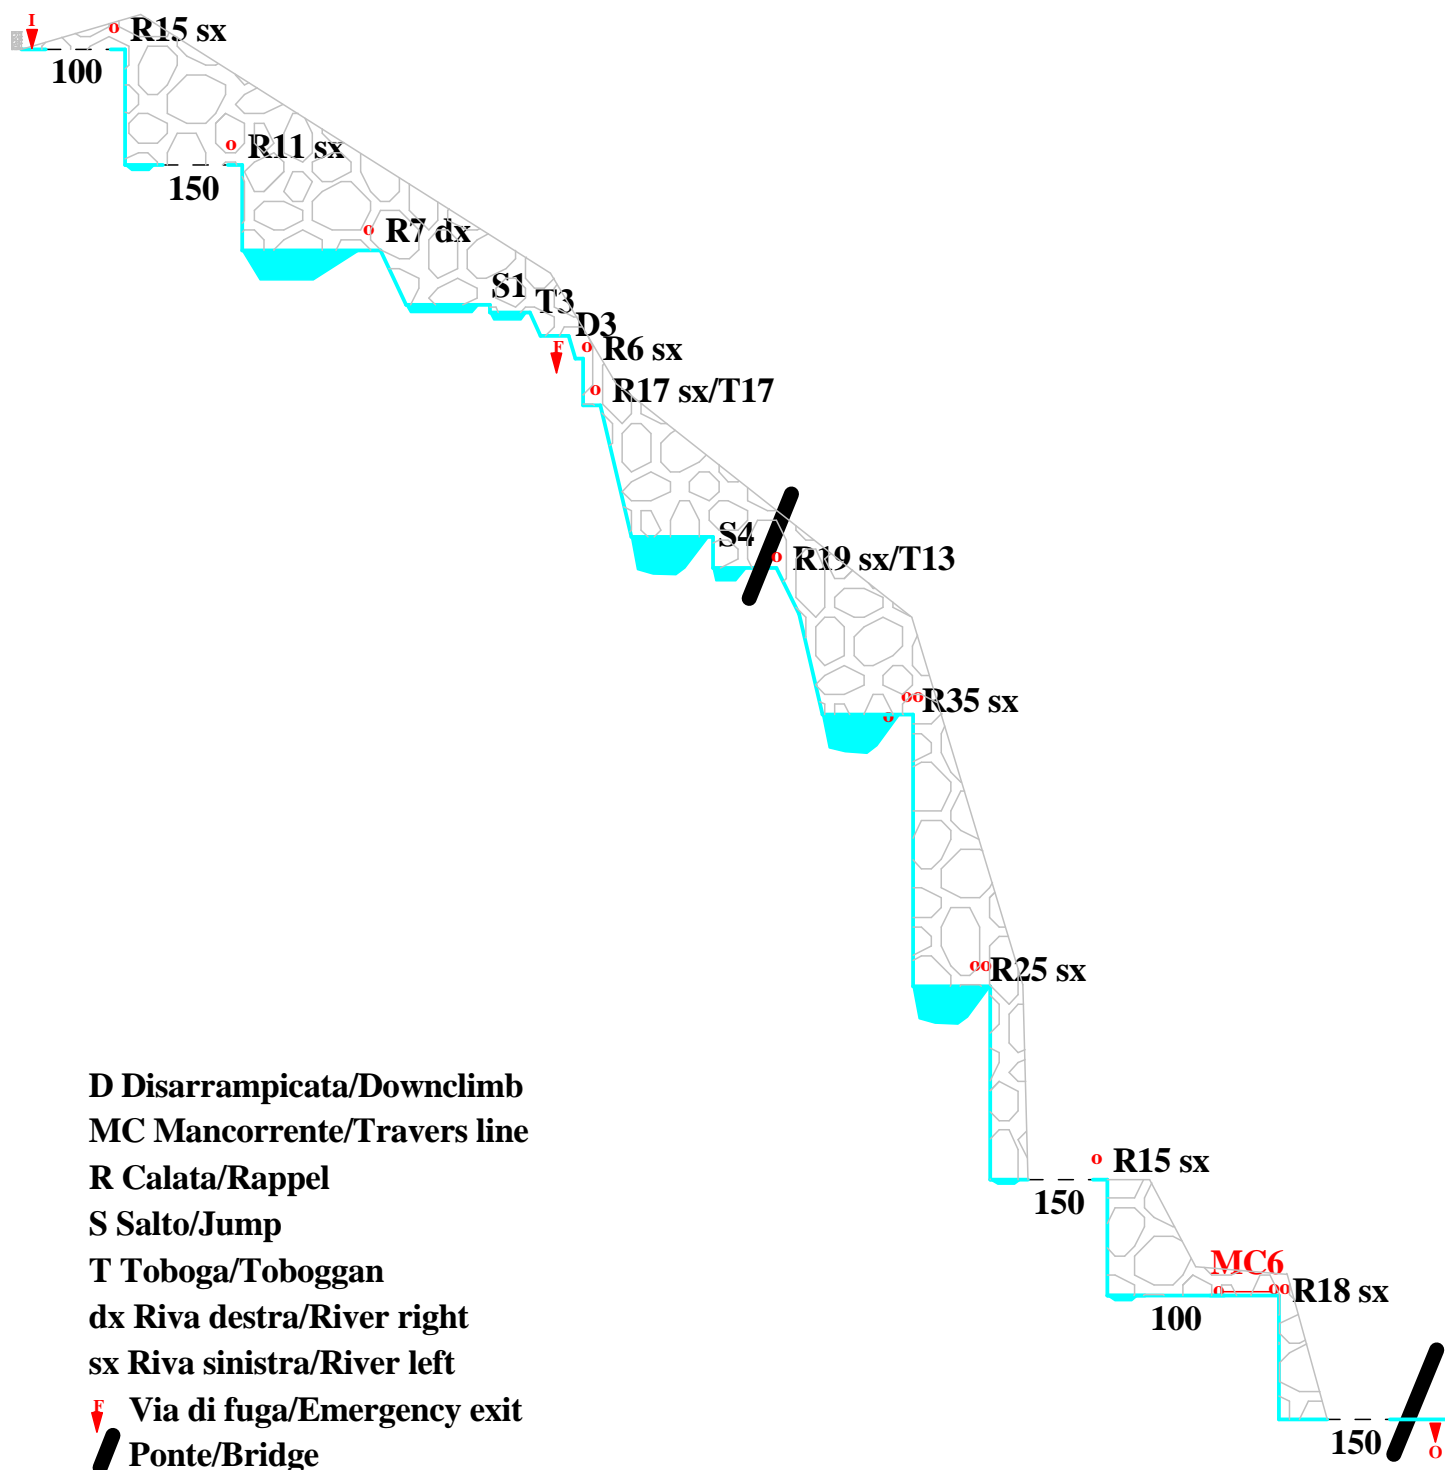 I
R15 sx
100
R11 sx
150
R7 dx
S1
T3
D3
F
R6 sx
R17 sx/T17
S4
R19 sx/T13
R35 sx
R25 sx
R15 sx
150
MC6
R18 sx
100
150
O
D Disarrampicata/Downclimb
MC Mancorrente/Travers line
R Calata/Rappel
S Salto/Jump
T Toboga/Toboggan
dx Riva destra/River right
sx Riva sinistra/River left
F Via di fuga/Emergency exit
Ponte/Bridge